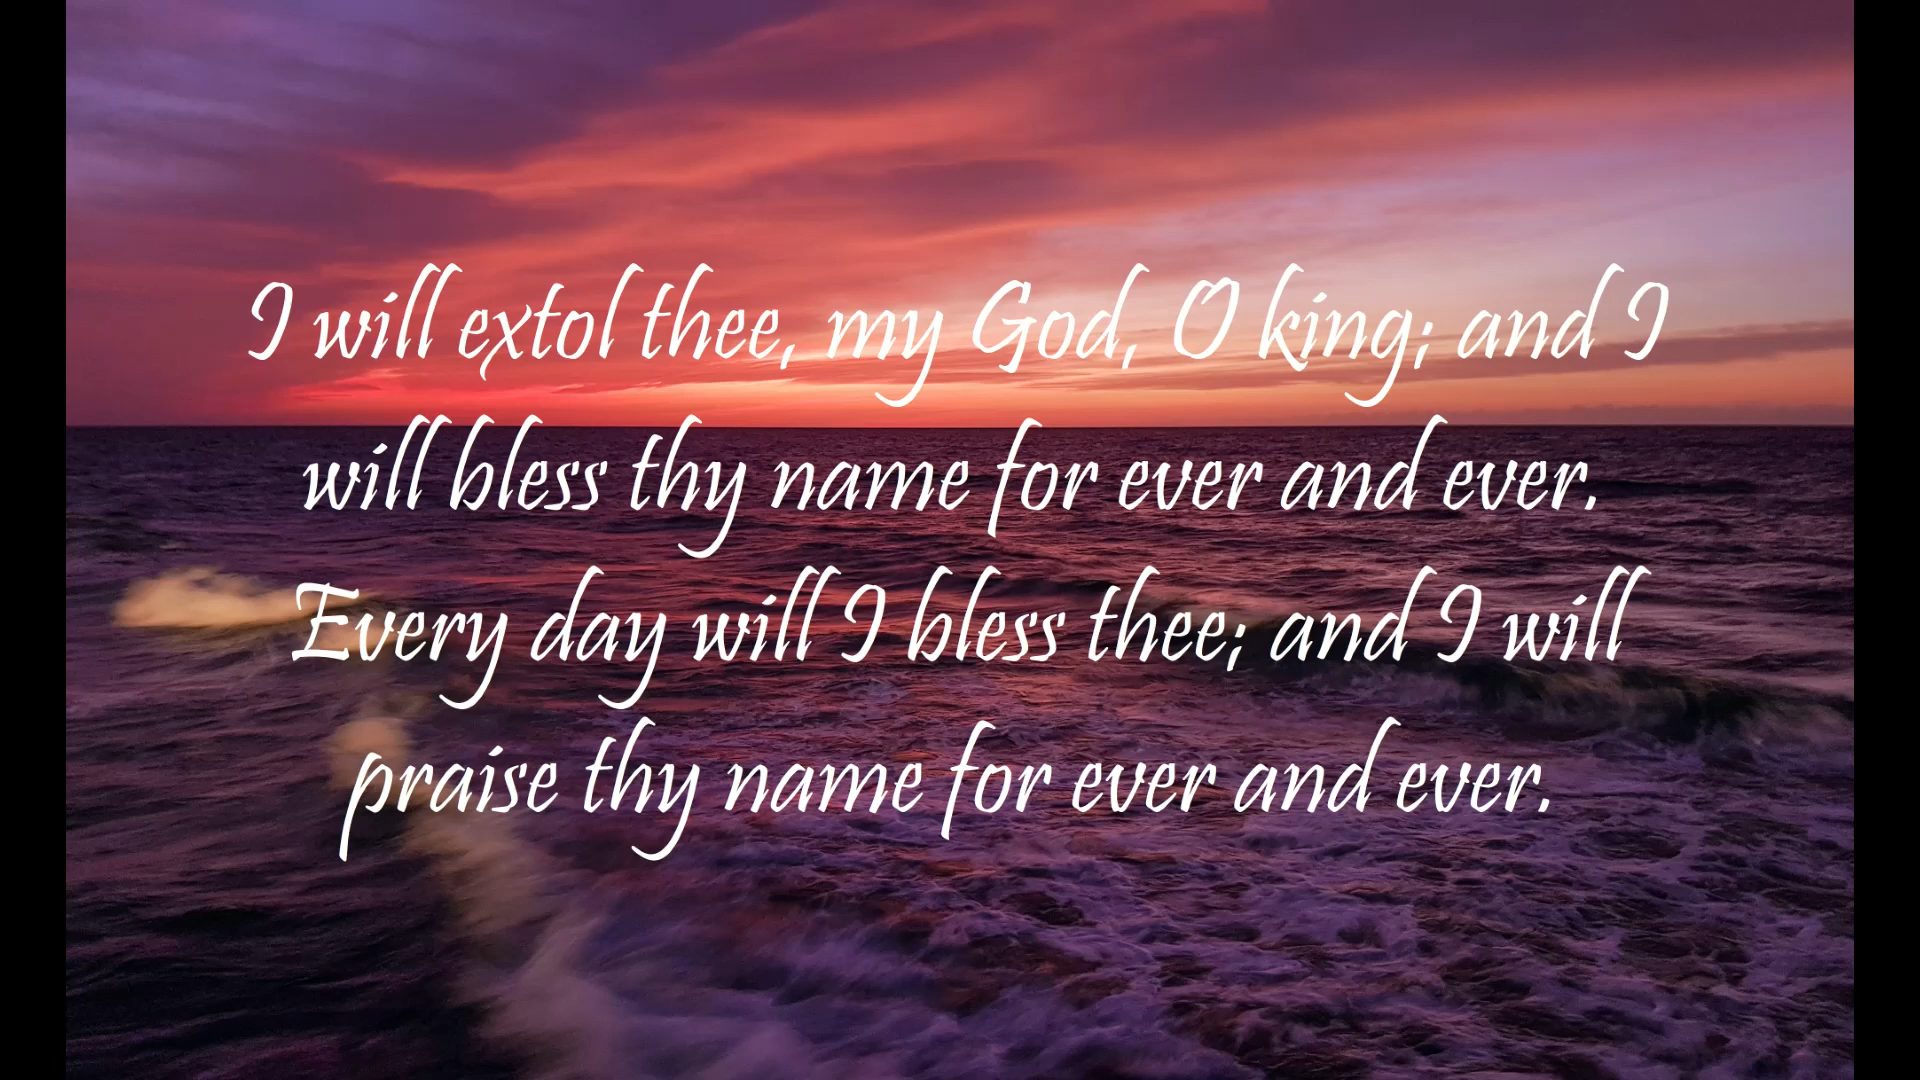 I will extol thee, my God, O king; and I
will bless thy name for ever and ever.
Every day will I bless thee; and I will
praise thy name for ever and ever.